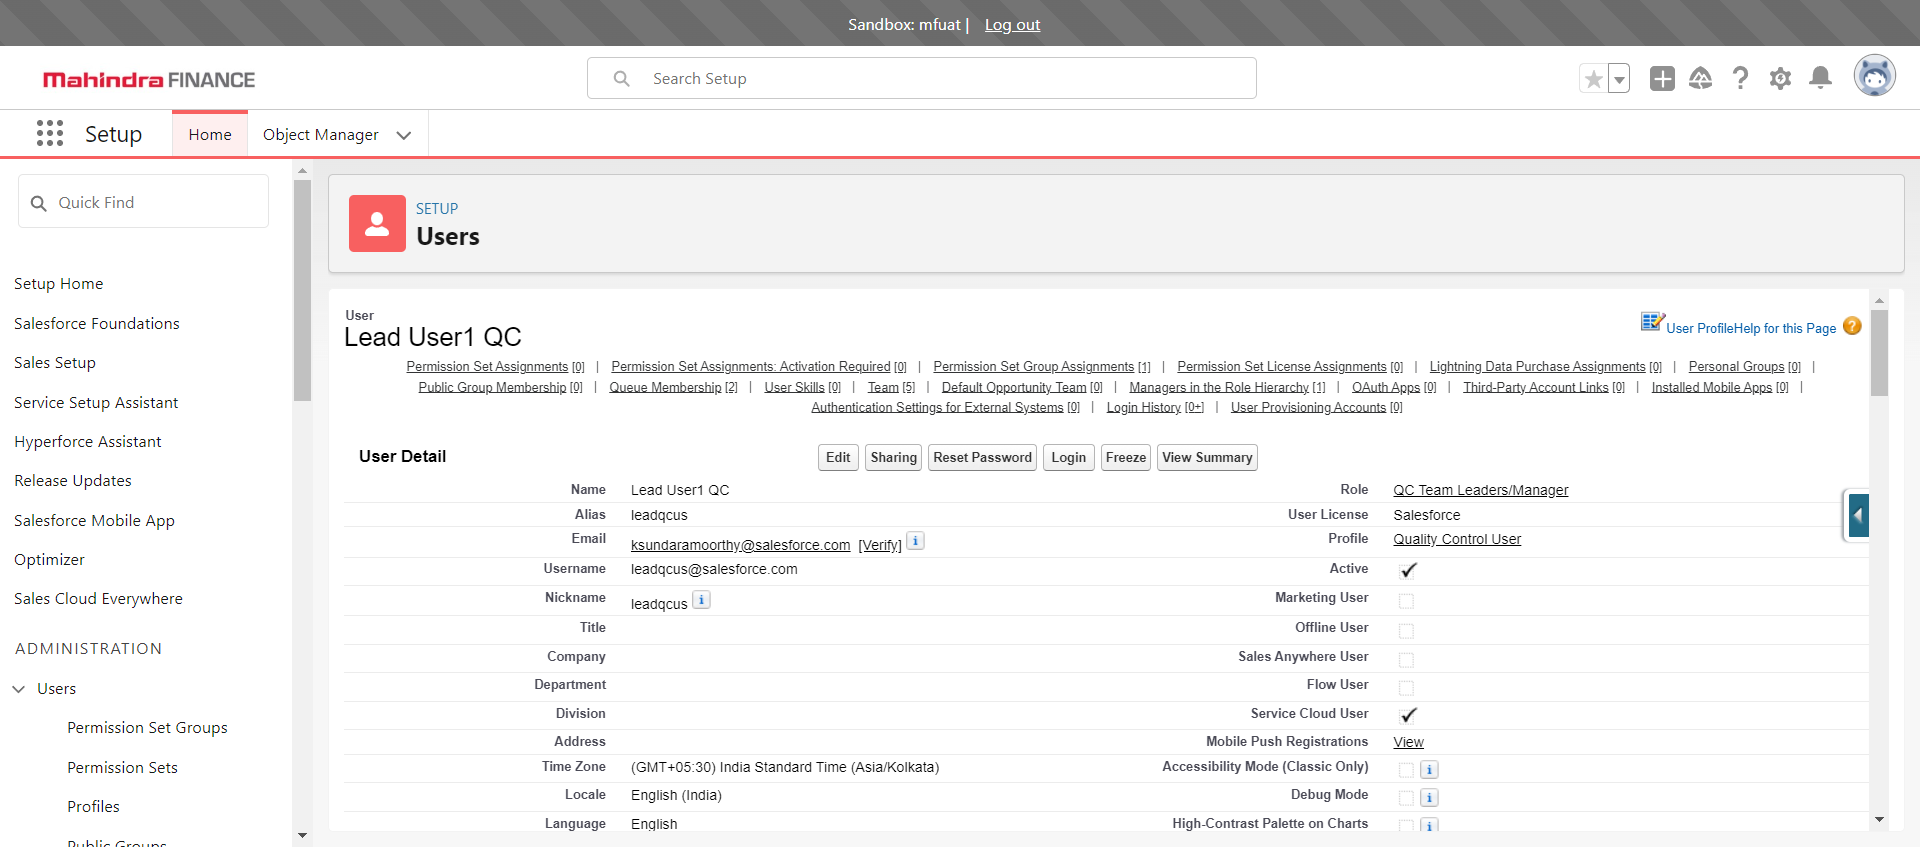 Sandbox: mfuat | Log out
Mahindra FINANCE
Search Setup
Setup
Home
Object Manager
Quick Find
Setup Home
Salesforce Foundations
Sales Setup
Service Setup Assistant
Hyperforce Assistant
Release Updates
Salesforce Mobile App
Optimizer
Sales Cloud Everywhere
ADMINISTRATION
Users
Permission Set Groups
Permission Sets
Profiles
Public Groups
SETUP
Users
User
Lead User1 QC
User Profile Help for this Page
Permission Set Assignments [0] | Permission Set Assignments: Activation Required [0] | Permission Set Group Assignments [1] | Permission Set License Assignments [0] | Lightning Data Purchase Assignments [0] | Personal Groups [0] |
Public Group Membership [0] | Queue Membership [2] | User Skills [0] | Team [5] | Default Opportunity Team [0] | Managers in the Role Hierarchy [1] | OAuth Apps [0] | Third-Party Account Links [0] | Installed Mobile Apps [0] |
Authentication Settings for External Systems [0] | Login History [0+] | User Provisioning Accounts [0]
User Detail
Edit Sharing Reset Password Login Freeze View Summary
Name Lead User1 QC Role QC Team Leaders/Manager
Alias leadqcus User License Salesforce
Email ksundaramoorthy@salesforce.com [Verify] Profile Quality Control User
Username leadqcus@salesforce.com Active
Nickname leadqcus Marketing User
Title Offline User
Company Sales Anywhere User
Department Flow User
Division Service Cloud User
Address Mobile Push Registrations View
Time Zone (GMT+05:30) India Standard Time (Asia/Kolkata) Accessibility Mode (Classic Only)
Locale English (India) Debug Mode
Language English High-Contrast Palette on Charts